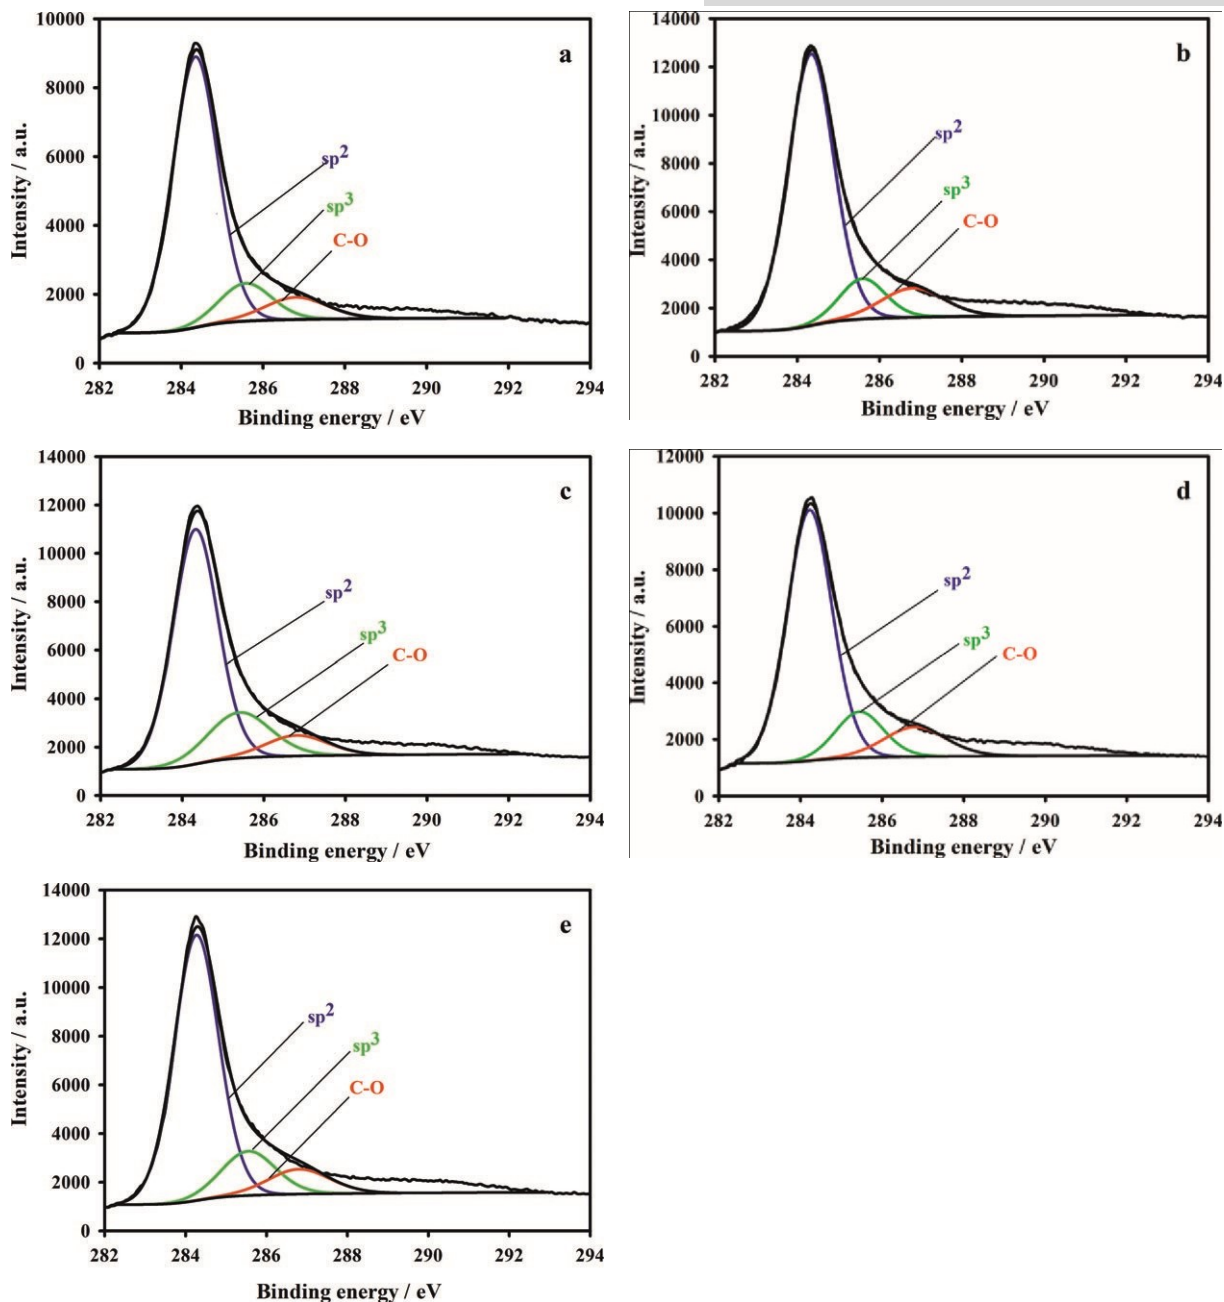 a
10000
8000
6000
4000
2000
0
Intensity / a.u.
sp2
sp3
C-O
282 284 286 288 290 292 294
Binding energy / eV
b
14000
12000
10000
8000
6000
4000
2000
0
Intensity / a.u.
sp2
sp3
C-O
282 284 286 288 290 292 294
Binding energy / eV
c
14000
12000
10000
8000
6000
4000
2000
0
Intensity / a.u.
sp2
sp3
C-O
282 284 286 288 290 292 294
Binding energy / eV
d
12000
10000
8000
6000
4000
2000
0
Intensity / a.u.
sp2
sp3
C-O
282 284 286 288 290 292 294
Binding energy / eV
e
14000
12000
10000
8000
6000
4000
2000
0
Intensity / a.u.
sp2
sp3
C-O
282 284 286 288 290 292 294
Binding energy / eV